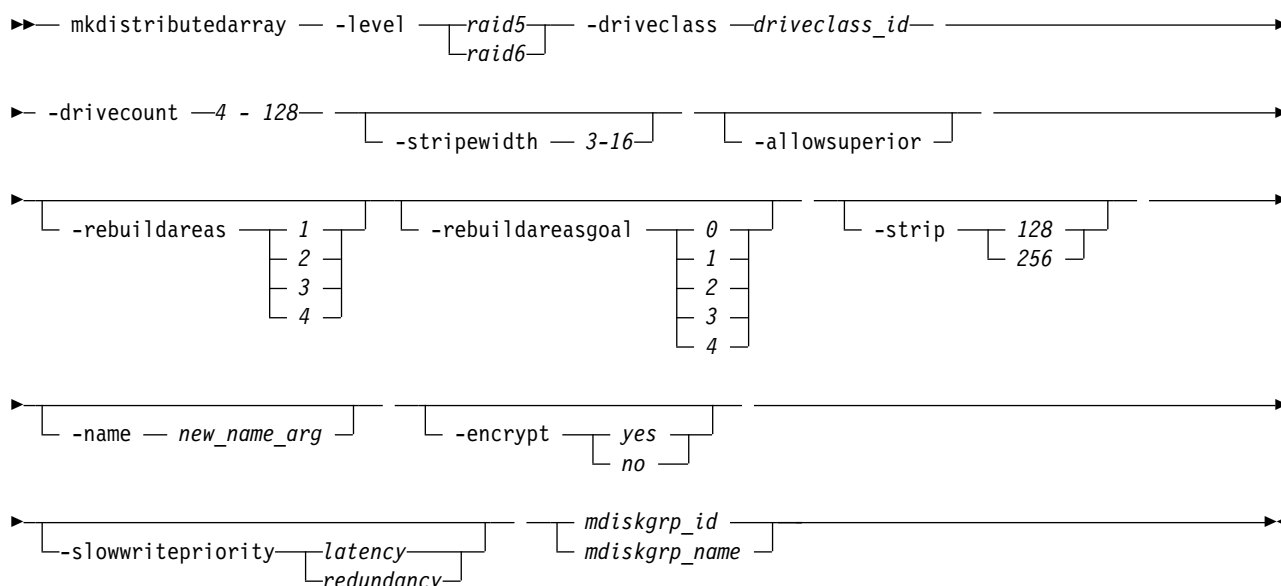 mkdistributedarray -level raid5 -driveclass driveclass_id
raid6
-drivecount 4 - 128
-stripewidth 3-16 -allowsuperior
-rebuildareas 1 -rebuildareasgoal 0 -strip 128
2 1 256
3 2
4 3
4
-name new_name_arg -encrypt yes
no
mdiskgrp_id
-slowwritepriority latency mdiskgrp_name
redundancy